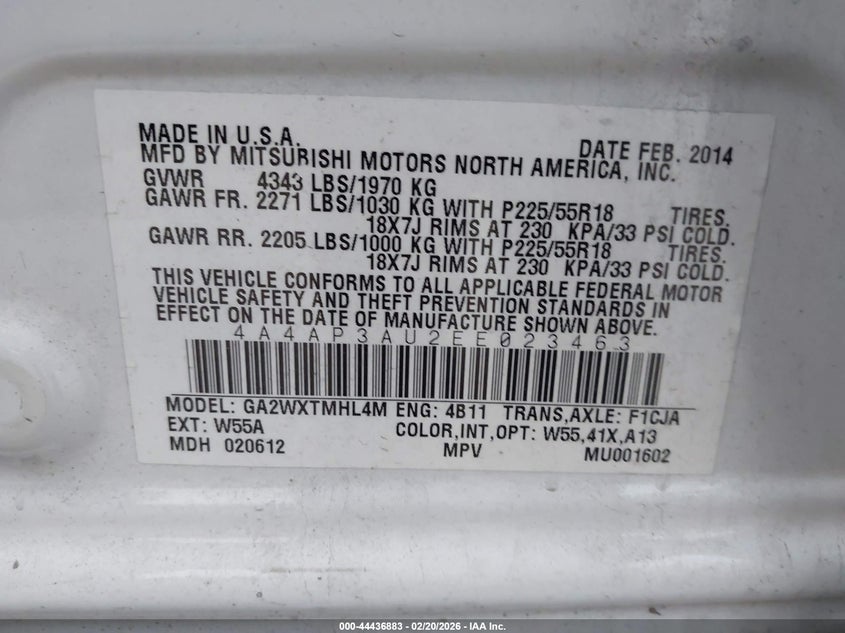 MADE IN U.S.A. DATE FEB. 2014
MFD BY MITSUBISHI MOTORS NORTH AMERICA, INC.
GVWR 4343 LBS/1970 KG
GAWR FR. 2271 LBS/1030 KG WITH P225/55R18 TIRES.
18X7J RIMS AT 230 KPA/33 PSI COLD.
GAWR RR. 2205 LBS/1000 KG WITH P225/55R18 TIRES.
18X7J RIMS AT 230 KPA/33 PSI COLD.
THIS VEHICLE CONFORMS TO ALL APPLICABLE FEDERAL MOTOR
VEHICLE SAFETY AND THEFT PREVENTION STANDARDS IN
EFFECT ON THE DATE OF MANUFACTURE SHOWN ABOVE.
4A4AP3AU2EE023463
MODEL: GA2WXTMHL4M ENG: 4B11 TRANS,AXLE: F1CJA
EXT: W55A COLOR,INT,OPT: W55,41X,A13
MDH 020612 MPV MU001602
000-44436883 – 02/20/2026 – IAA Inc.